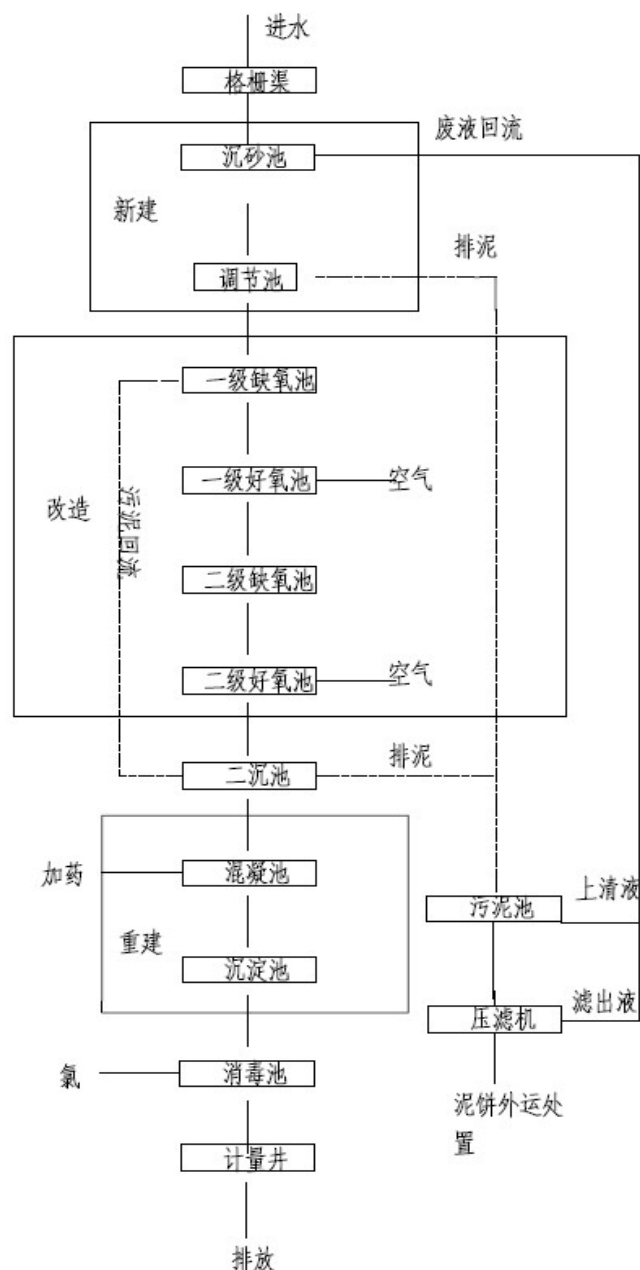 进水
格栅渠
废液回流
沉砂池
新建
排泥
调节池
一级缺氧池
一级好氧池
空气
改造
污泥回流
二级缺氧池
二级好氧池
空气
排泥
二沉池
加药
混凝池
上清液
污泥池
重建
沉淀池
滤出液
压滤机
氯
消毒池
泥饼外运处
置
计量井
排放